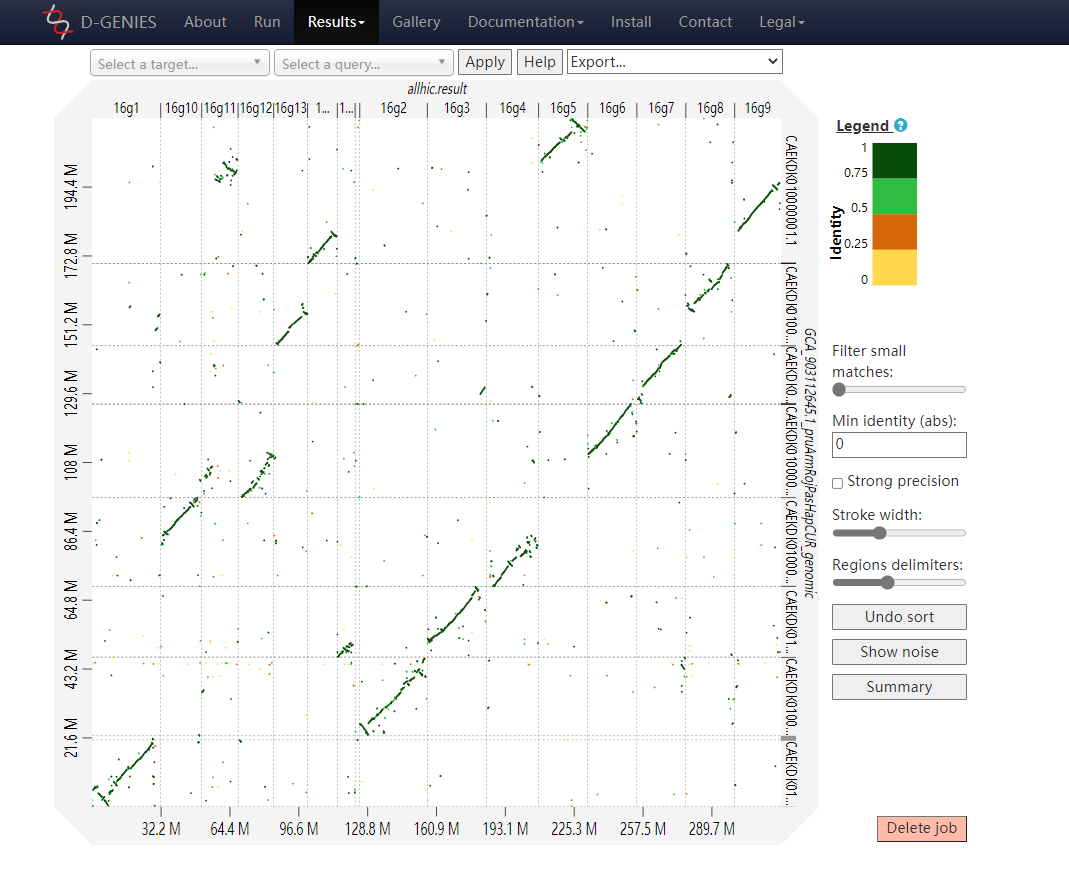 D-GENIES About Run Results Gallery Documentation Install Contact Legal
Select a target... Select a query... Apply Help Export...
allhic.result
16g1 16g10 16g11 16g12 16g13 1... 1... 16g2 16g3 16g4 16g5 16g6 16g7 16g8 16g9
194.4 M
172.8 M
151.2 M
129.6 M
108 M
86.4 M
64.8 M
43.2 M
21.6 M
CAEKDK010000001.1
CAEKDK0100...
CAEKDK0...
CAEKDK010000...
CAEKDK01000...
CAEKDK01...
CAEKDK0100...
CAEKDK01...
GCA_903112645.1_pruArmRojPasHapCUR_genomic
32.2 M 64.4 M 96.6 M 128.8 M 160.9 M 193.1 M 225.3 M 257.5 M 289.7 M
Legend ?
Identity
1
0.75
0.5
0.25
0
Filter small
matches:
Min identity (abs):
0
Strong precision
Stroke width:
Regions delimiters:
Undo sort
Show noise
Summary
Delete job